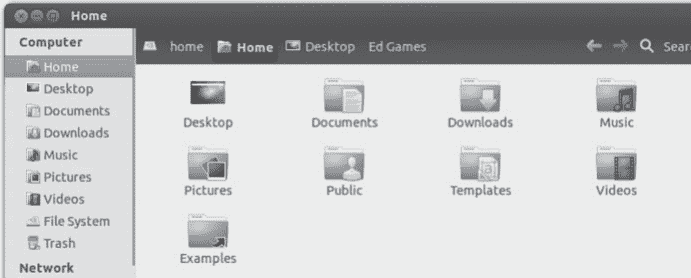 Home
Computer
Home
Desktop
Documents
Downloads
Music
Pictures
Videos
File System
Trash
Network
home Home Desktop Ed Games Sear
Desktop Documents Downloads Music
Pictures Public Templates Videos
Examples